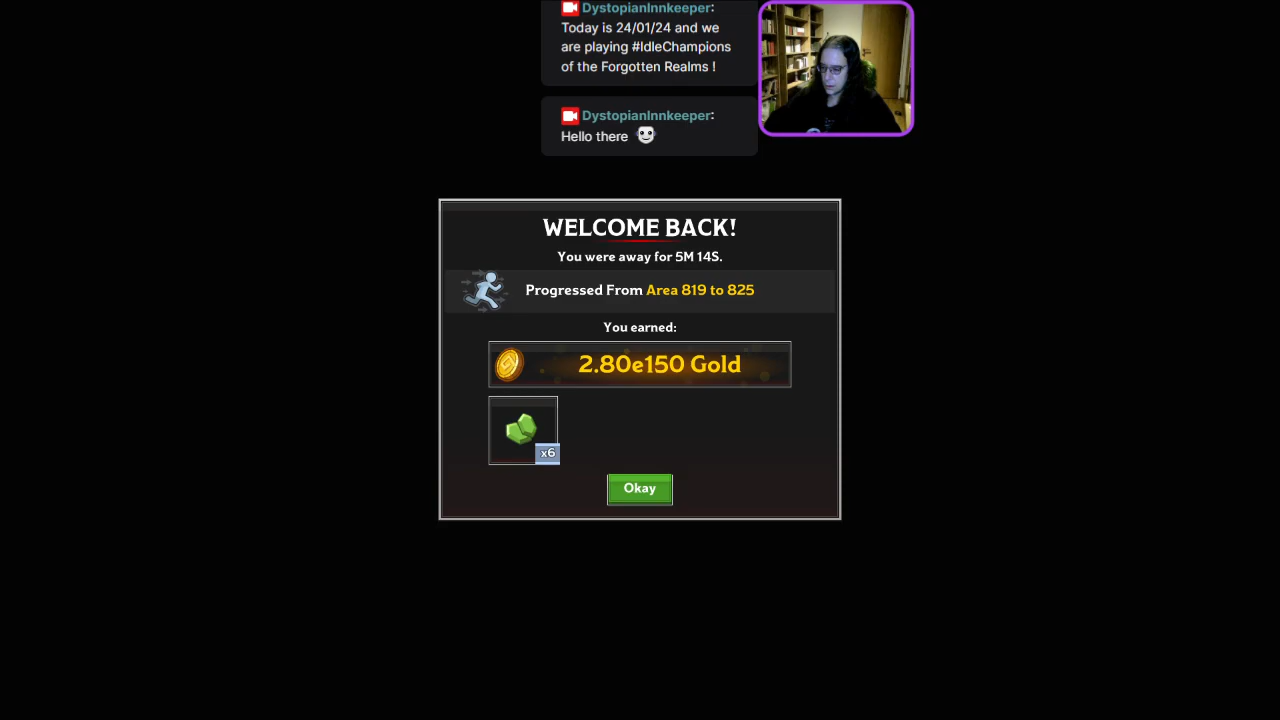 DystopianInnkeeper:
Today is 24/01/24 and we
are playing #IdleChampions
of the Forgotten Realms !
DystopianInnkeeper:
Hello there
WELCOME BACK!
You were away for 5M 14S.
Progressed From Area 819 to 825
You earned:
2.80e150 Gold
x6
Okay